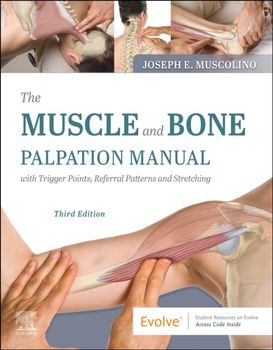 JOSEPH E. MUSCOLINO
The
MUSCLE and BONE
PALPATION MANUAL
with Trigger Points, Referral Patterns and Stretching
Third Edition
ELSEVIER
Evolve
Student Resources on Evolve
Access Code Inside